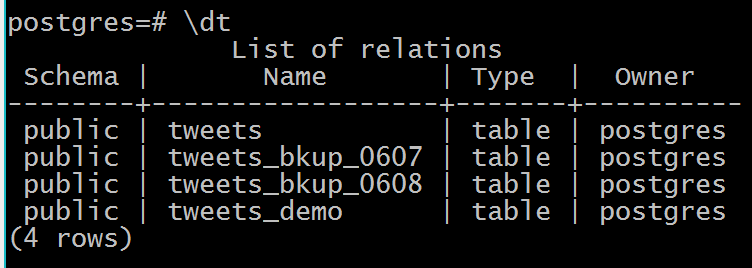 postgres=# \dt
              List of relations
 Schema |       Name       | Type  |  Owner
--------+------------------+-------+----------
 public | tweets           | table | postgres
 public | tweets_bkup_0607 | table | postgres
 public | tweets_bkup_0608 | table | postgres
 public | tweets_demo      | table | postgres
(4 rows)